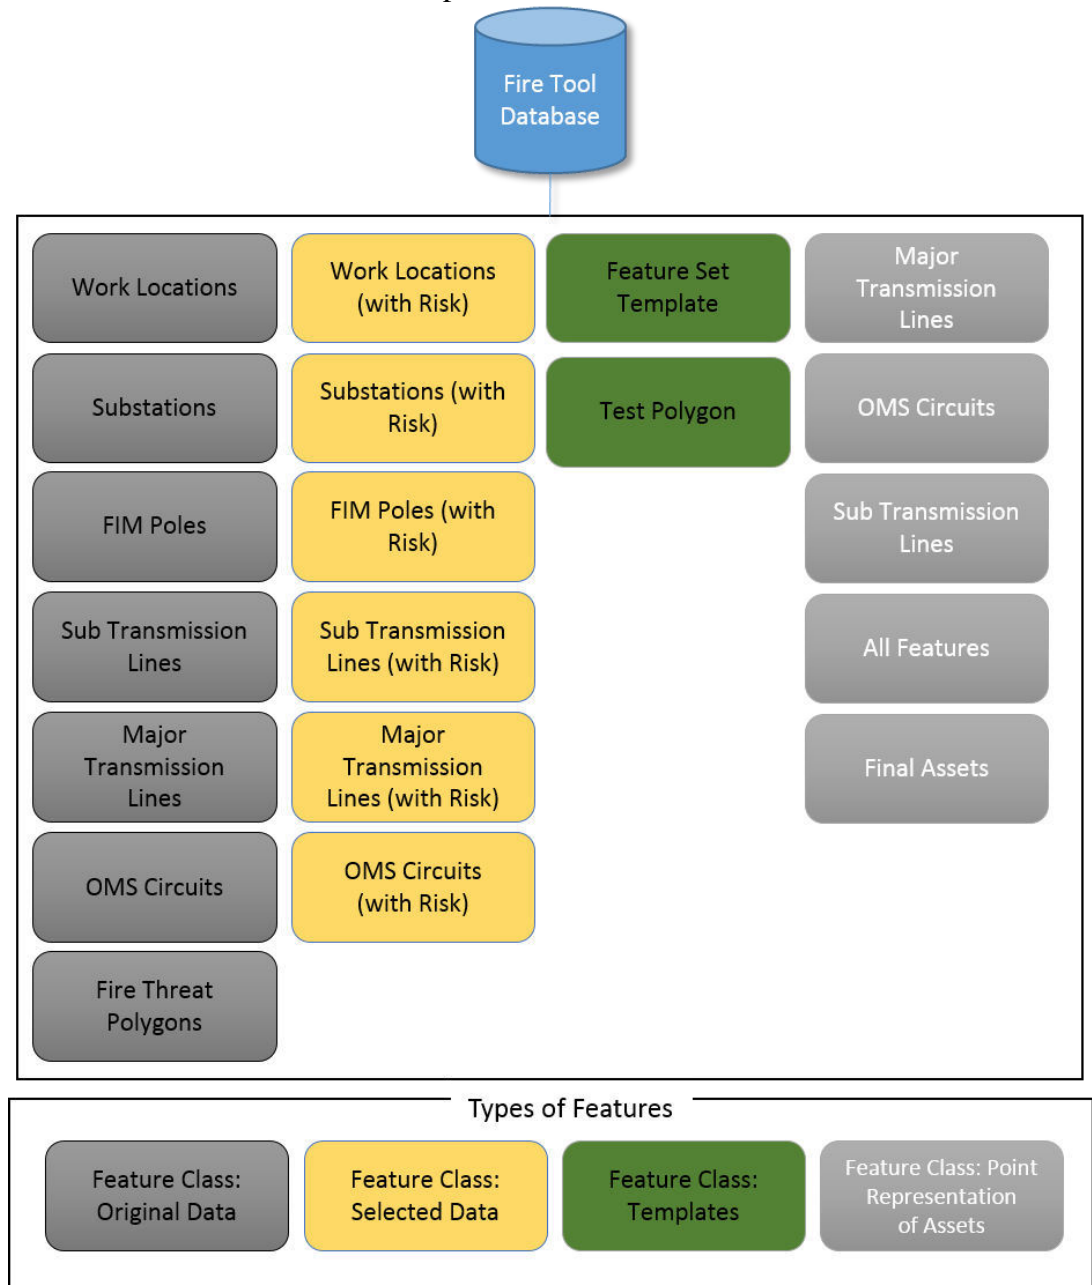 Fire Tool
Database
Work Locations
Work Locations
(with Risk)
Feature Set
Template
Major
Transmission
Lines
Substations
Substations (with
Risk)
Test Polygon
OMS Circuits
FIM Poles
FIM Poles (with
Risk)
Sub Transmission
Lines
Sub Transmission
Lines
Sub Transmission
Lines (with Risk)
All Features
Major
Transmission
Lines
Major
Transmission
Lines (with Risk)
Final Assets
OMS Circuits
OMS Circuits
(with Risk)
Fire Threat
Polygons
Types of Features
Feature Class:
Original Data
Feature Class:
Selected Data
Feature Class:
Templates
Feature Class: Point
Representation
of Assets